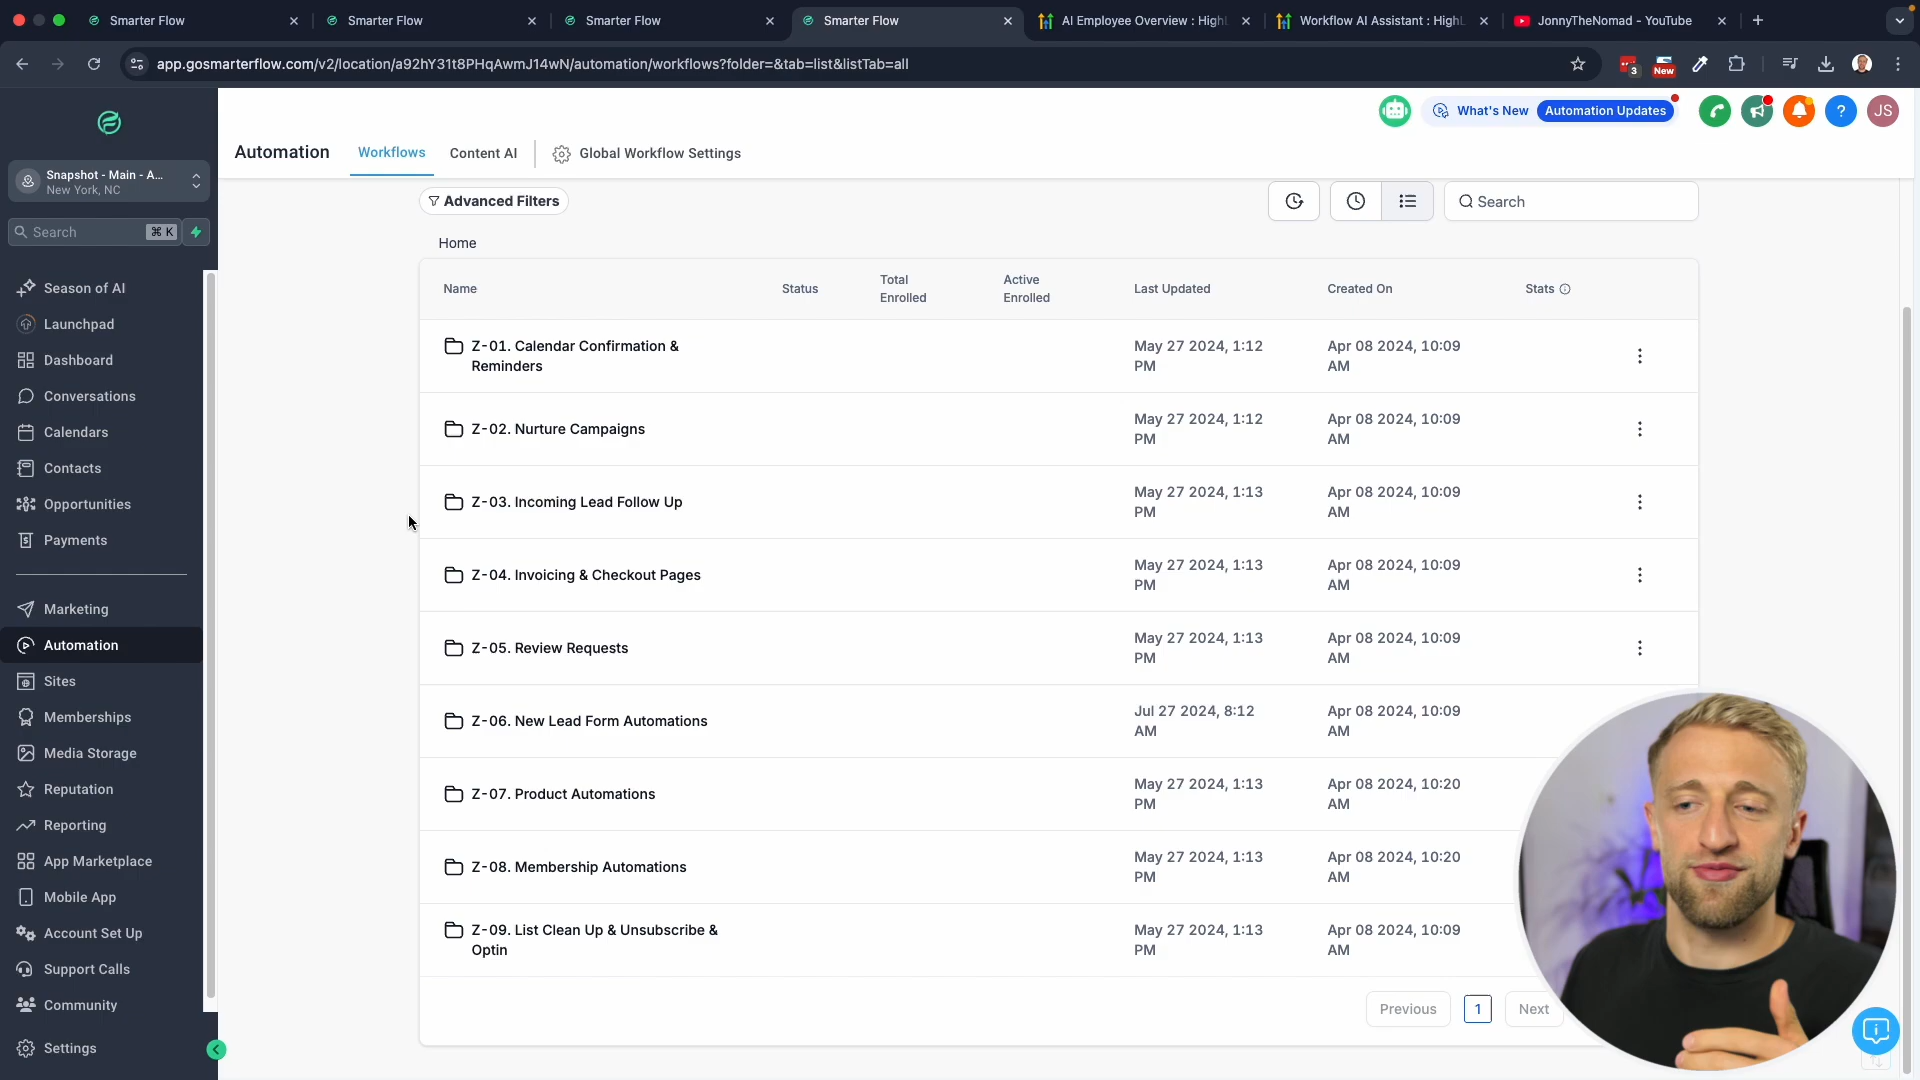 Smarter Flow
Smarter Flow
Smarter Flow
Smarter Flow
AI Employee Overview : HighL
Workflow AI Assistant : HighL
JonnyTheNomad - YouTube
app.gosmarterflow.com/v2/location/a92hY31t8PHqAwmJ14wN/automation/workflows?folder=&tab=list&listTab=all
3
New
What's New
Automation Updates
?
JS
Automation
Workflows
Content AI
Global Workflow Settings
Snapshot - Main - A...
New York, NC
Search
⌘ K
Season of AI
Launchpad
Dashboard
Conversations
Calendars
Contacts
Opportunities
Payments
Marketing
Automation
Sites
Memberships
Media Storage
Reputation
Reporting
App Marketplace
Mobile App
Account Set Up
Support Calls
Community
Settings
Advanced Filters
Search
Home
Name
Status
Total
Enrolled
Active
Enrolled
Last Updated
Created On
Stats
Z-01. Calendar Confirmation &
Reminders
May 27 2024, 1:12
PM
Apr 08 2024, 10:09
AM
Z-02. Nurture Campaigns
May 27 2024, 1:12
PM
Apr 08 2024, 10:09
AM
Z-03. Incoming Lead Follow Up
May 27 2024, 1:13
PM
Apr 08 2024, 10:09
AM
Z-04. Invoicing & Checkout Pages
May 27 2024, 1:13
PM
Apr 08 2024, 10:09
AM
Z-05. Review Requests
May 27 2024, 1:13
PM
Apr 08 2024, 10:09
AM
Z-06. New Lead Form Automations
Jul 27 2024, 8:12
AM
Apr 08 2024, 10:09
AM
Z-07. Product Automations
May 27 2024, 1:13
PM
Apr 08 2024, 10:20
AM
Z-08. Membership Automations
May 27 2024, 1:13
PM
Apr 08 2024, 10:20
AM
Z-09. List Clean Up & Unsubscribe &
Optin
May 27 2024, 1:13
PM
Apr 08 2024, 10:09
AM
Previous
1
Next